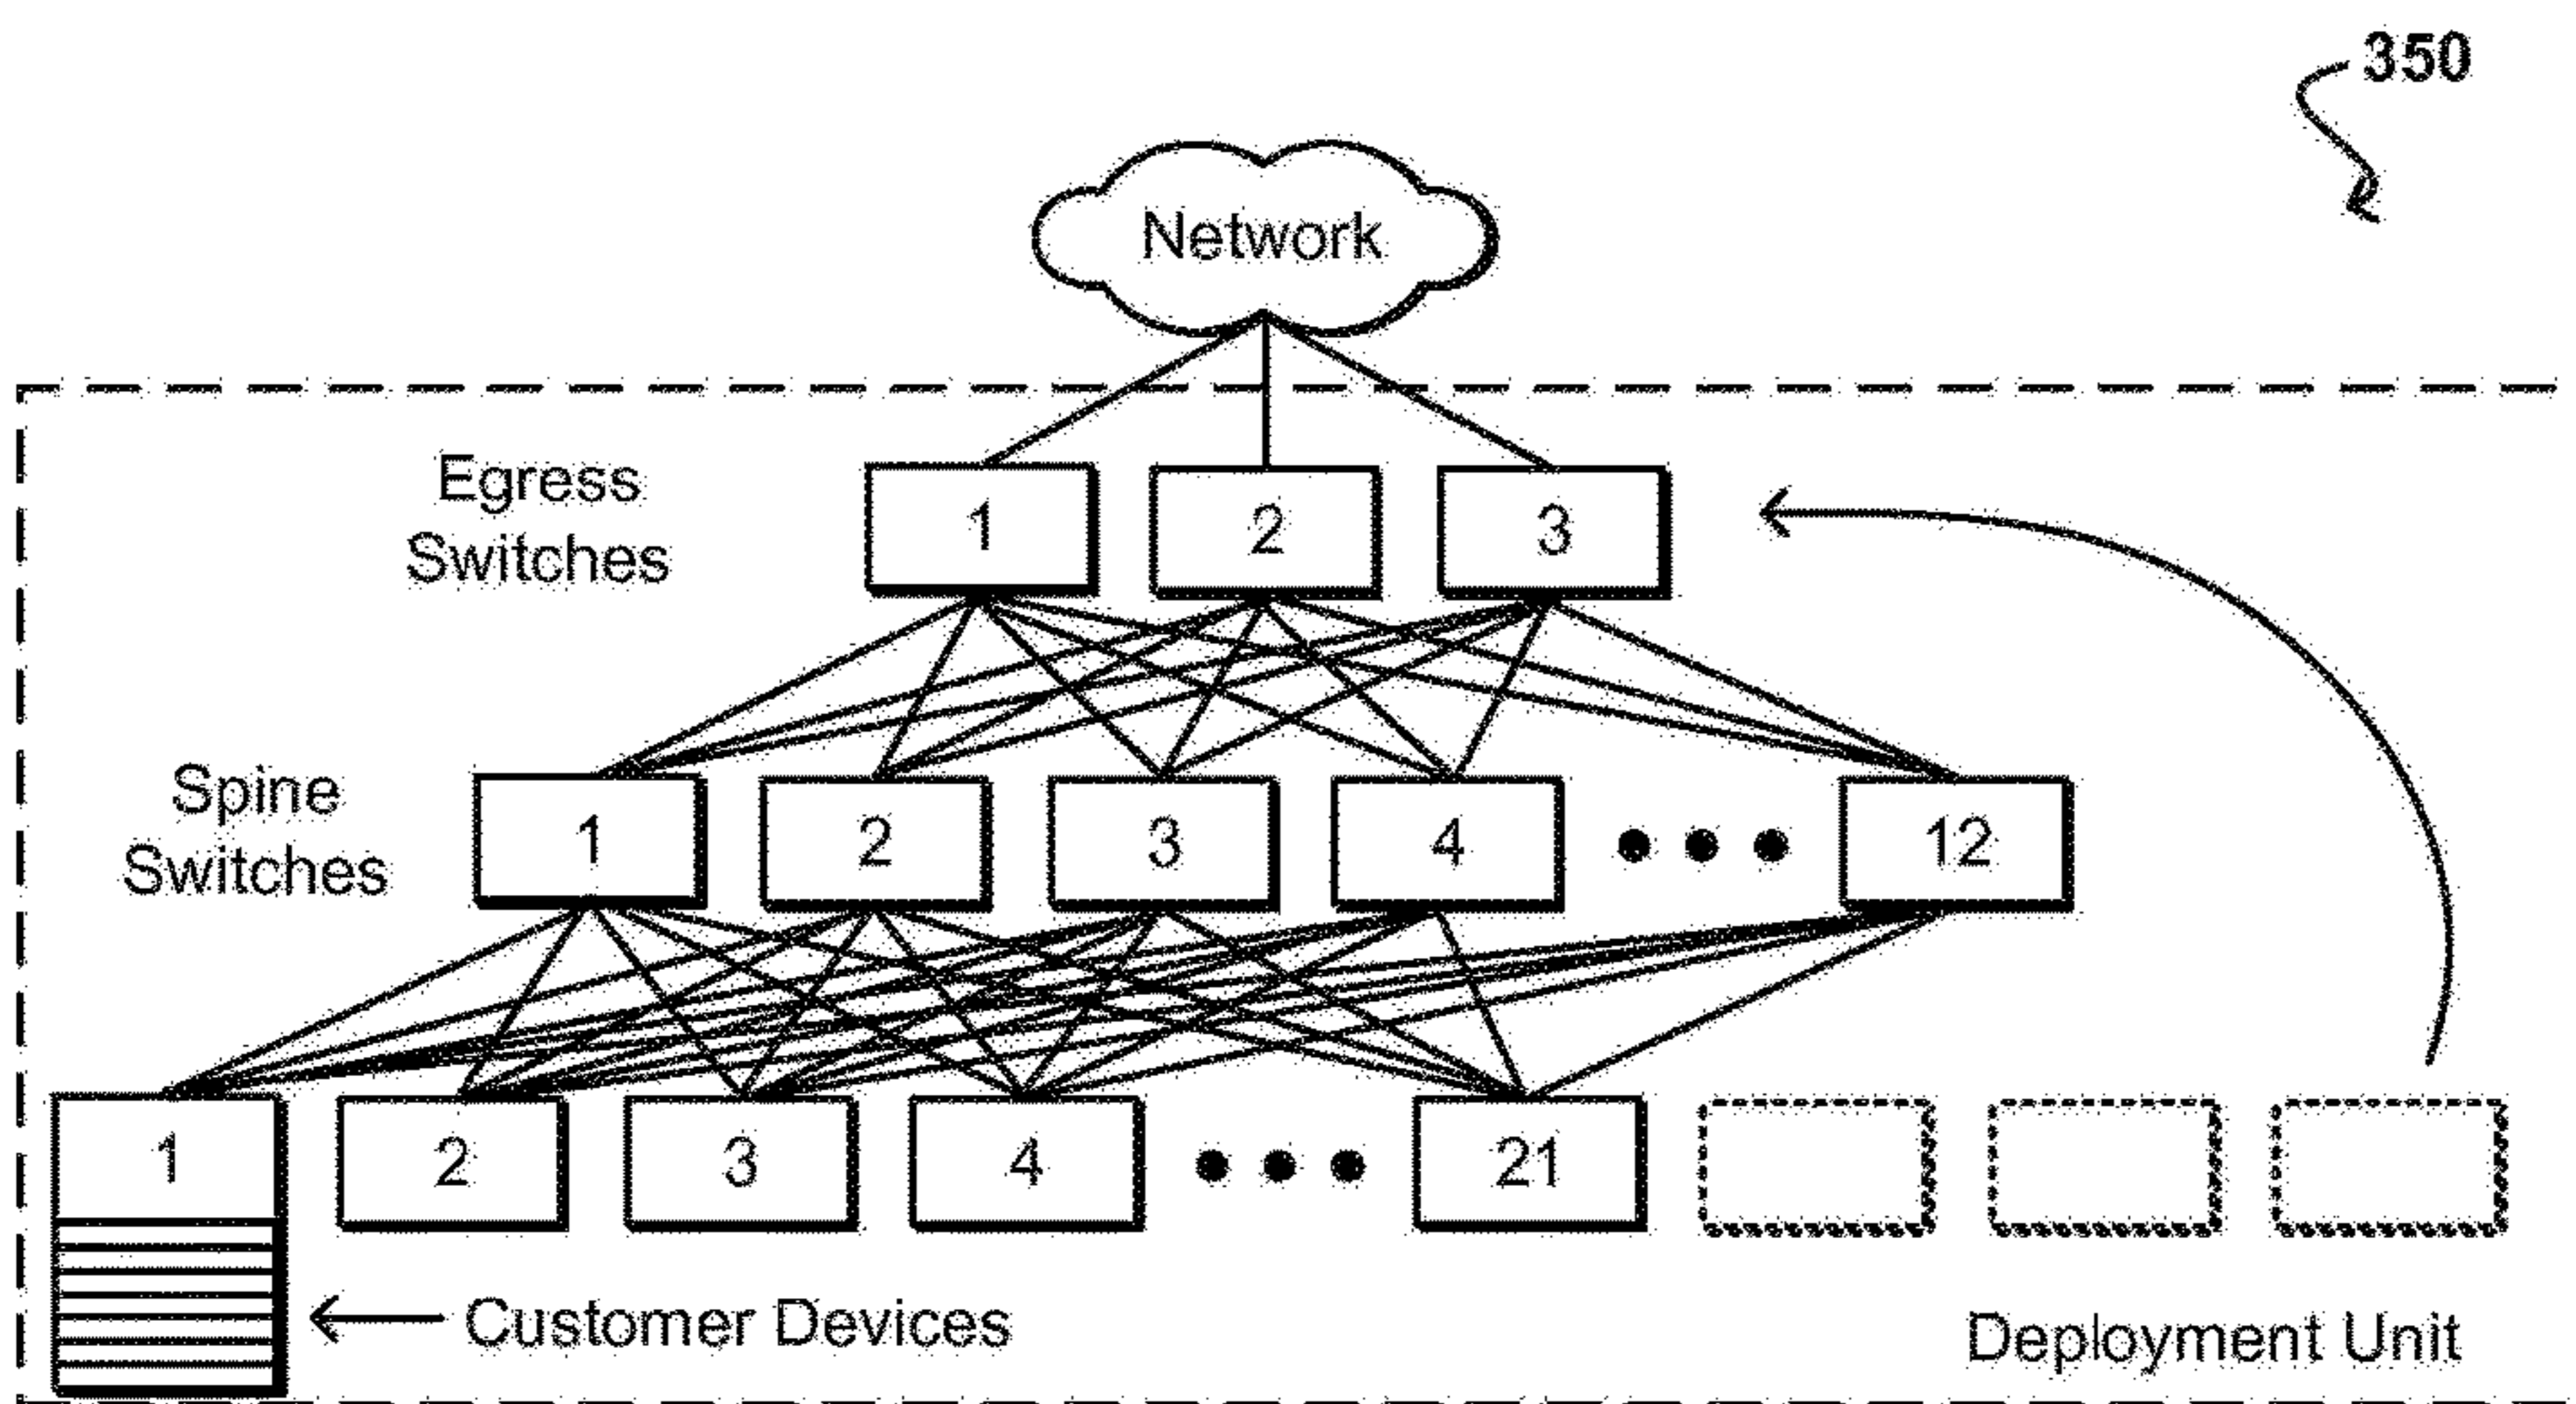 350
Network
Egress
Switches
1
2
3
Spine
Switches
1
2
3
4
12
1
2
3
4
21
Customer Devices
Deployment Unit